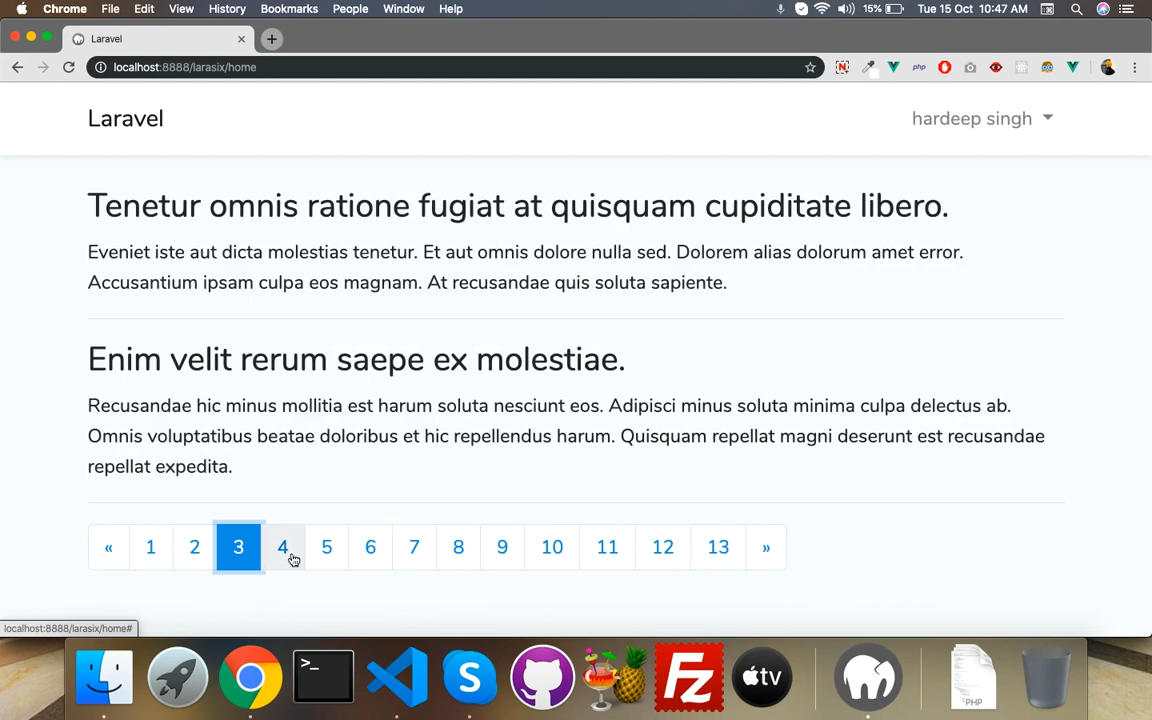 Chrome File Edit View History Bookmarks People Window Help 15% Tue 15 Oct 10:47 AM
Laravel
localhost:8888/larasix/home
N php
Laravel
hardeep singh
Tenetur omnis ratione fugiat at quisquam cupiditate libero.
Eveniet iste aut dicta molestias tenetur. Et aut omnis dolore nulla sed. Dolorem alias dolorum amet error.
Accusantium ipsam culpa eos magnam. At recusandae quis soluta sapiente.
Enim velit rerum saepe ex molestiae.
Recusandae hic minus mollitia est harum soluta nesciunt eos. Adipisci minus soluta minima culpa delectus ab.
Omnis voluptatibus beatae doloribus et hic repellendus harum. Quisquam repellat magni deserunt est recusandae
repellat expedita.
« 1 2 3 4 5 6 7 8 9 10 11 12 13 »
localhost:8888/larasix/home#
>_ S Fz tv PHP